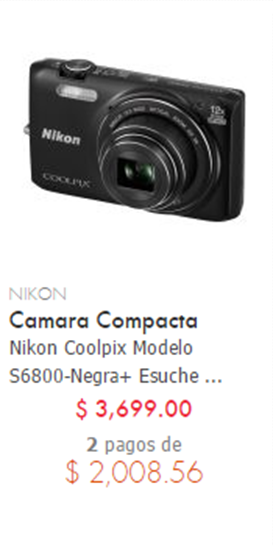 12x
Nikon
COOLPIX
NIKON
Camara Compacta
Nikon Coolpix Modelo
S6800-Negra+ Esuche ...
$ 3,699.00
2 pagos de
$ 2,008.56